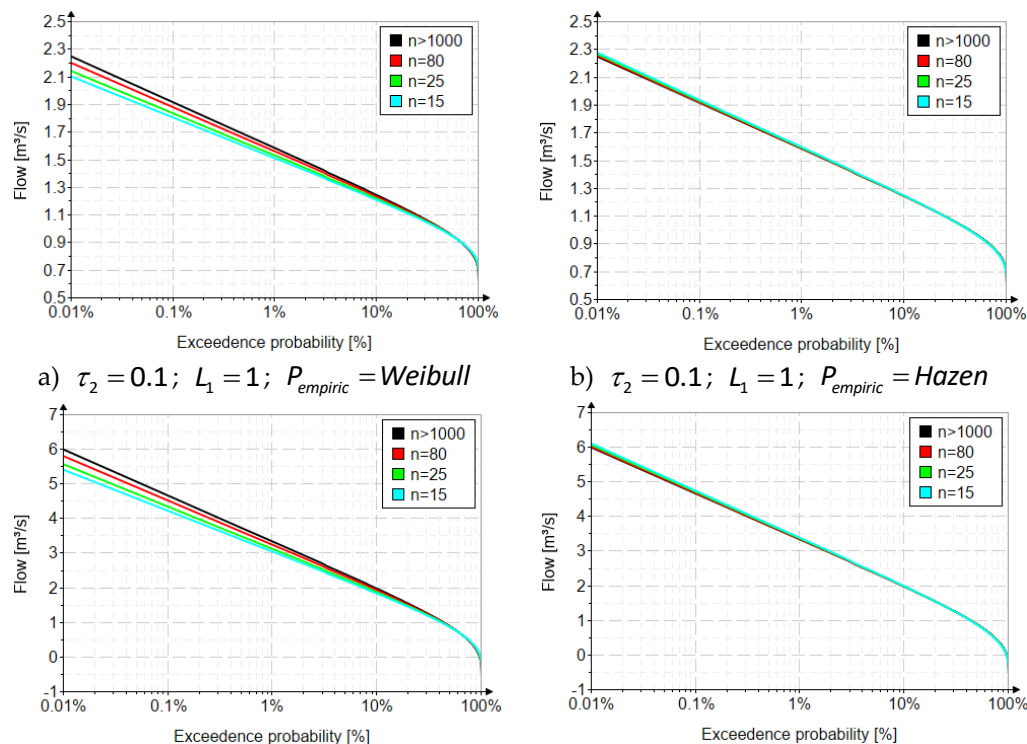 2.5
2.3
2.1
1.9
1.7
1.5
1.3
1.1
0.9
0.7
0.5
Flow [m³/s]
n>1000
n=80
n=25
n=15
0.01% 0.1% 1% 10% 100%
Exceedence probability [%]
2.5
2.3
2.1
1.9
1.7
1.5
1.3
1.1
0.9
0.7
0.5
Flow [m³/s]
n>1000
n=80
n=25
n=15
0.01% 0.1% 1% 10% 100%
Exceedence probability [%]
a) τ₂ = 0.1; L₁ = 1; P_empiric = Weibull
b) τ₂ = 0.1; L₁ = 1; P_empiric = Hazen
7
6
5
4
3
2
1
0
-1
Flow [m³/s]
n>1000
n=80
n=25
n=15
0.01% 0.1% 1% 10% 100%
Exceedence probability [%]
7
6
5
4
3
2
1
0
-1
Flow [m³/s]
n>1000
n=80
n=25
n=15
0.01% 0.1% 1% 10% 100%
Exceedence probability [%]